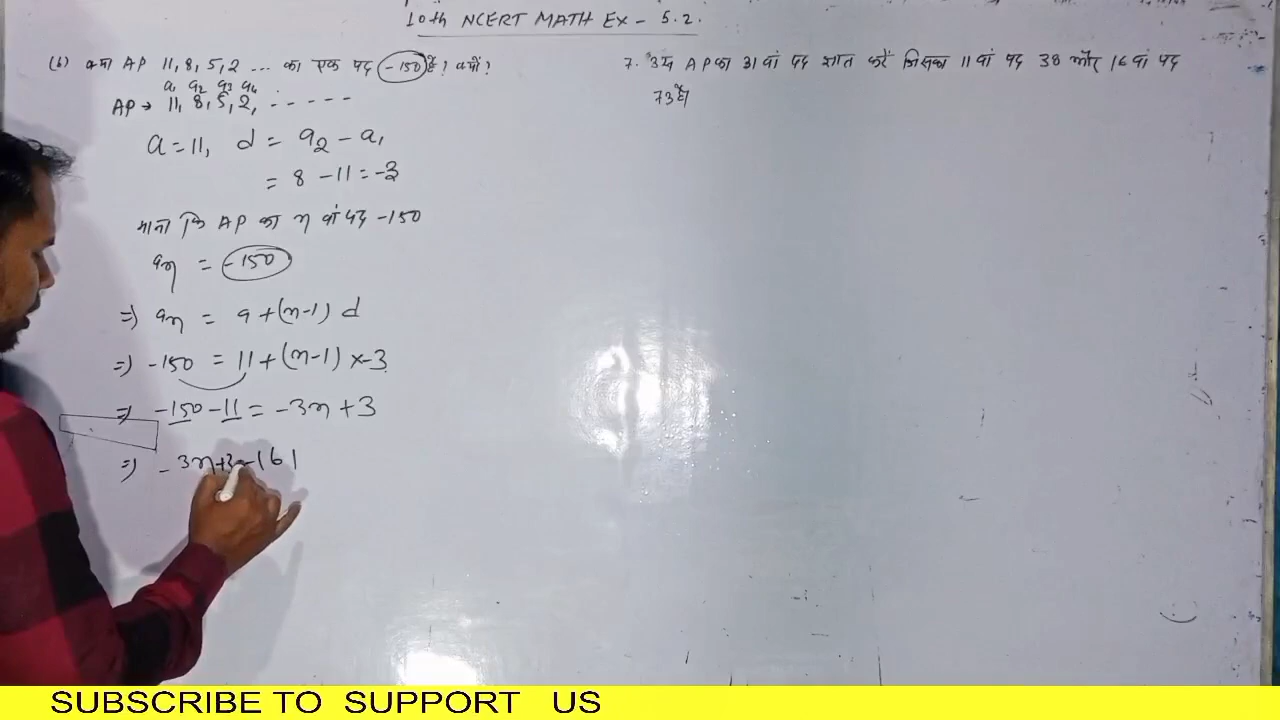 10th NCERT MATH EX - 5.2.
(6) क्या AP 11, 8, 5, 2 ... का एक पद -150 है? क्यों?
a₁ a₂ a₃ a₄
AP → 11, 8, 5, 2, - - - - - -
a = 11, d = a₂ - a₁
= 8 - 11 = -3
माना कि AP का n वां पद -150
an = -150
=) an = a + (n-1) d
=) -150 = 11 + (n-1) x-3
=) -150 - 11 = -3n + 3
=) -3n+3=-161
7. उस AP का 31 वां पद ज्ञात करें जिसका 11 वां पद 38 और 16 वां पद
73 है।
SUBSCRIBE TO SUPPORT US